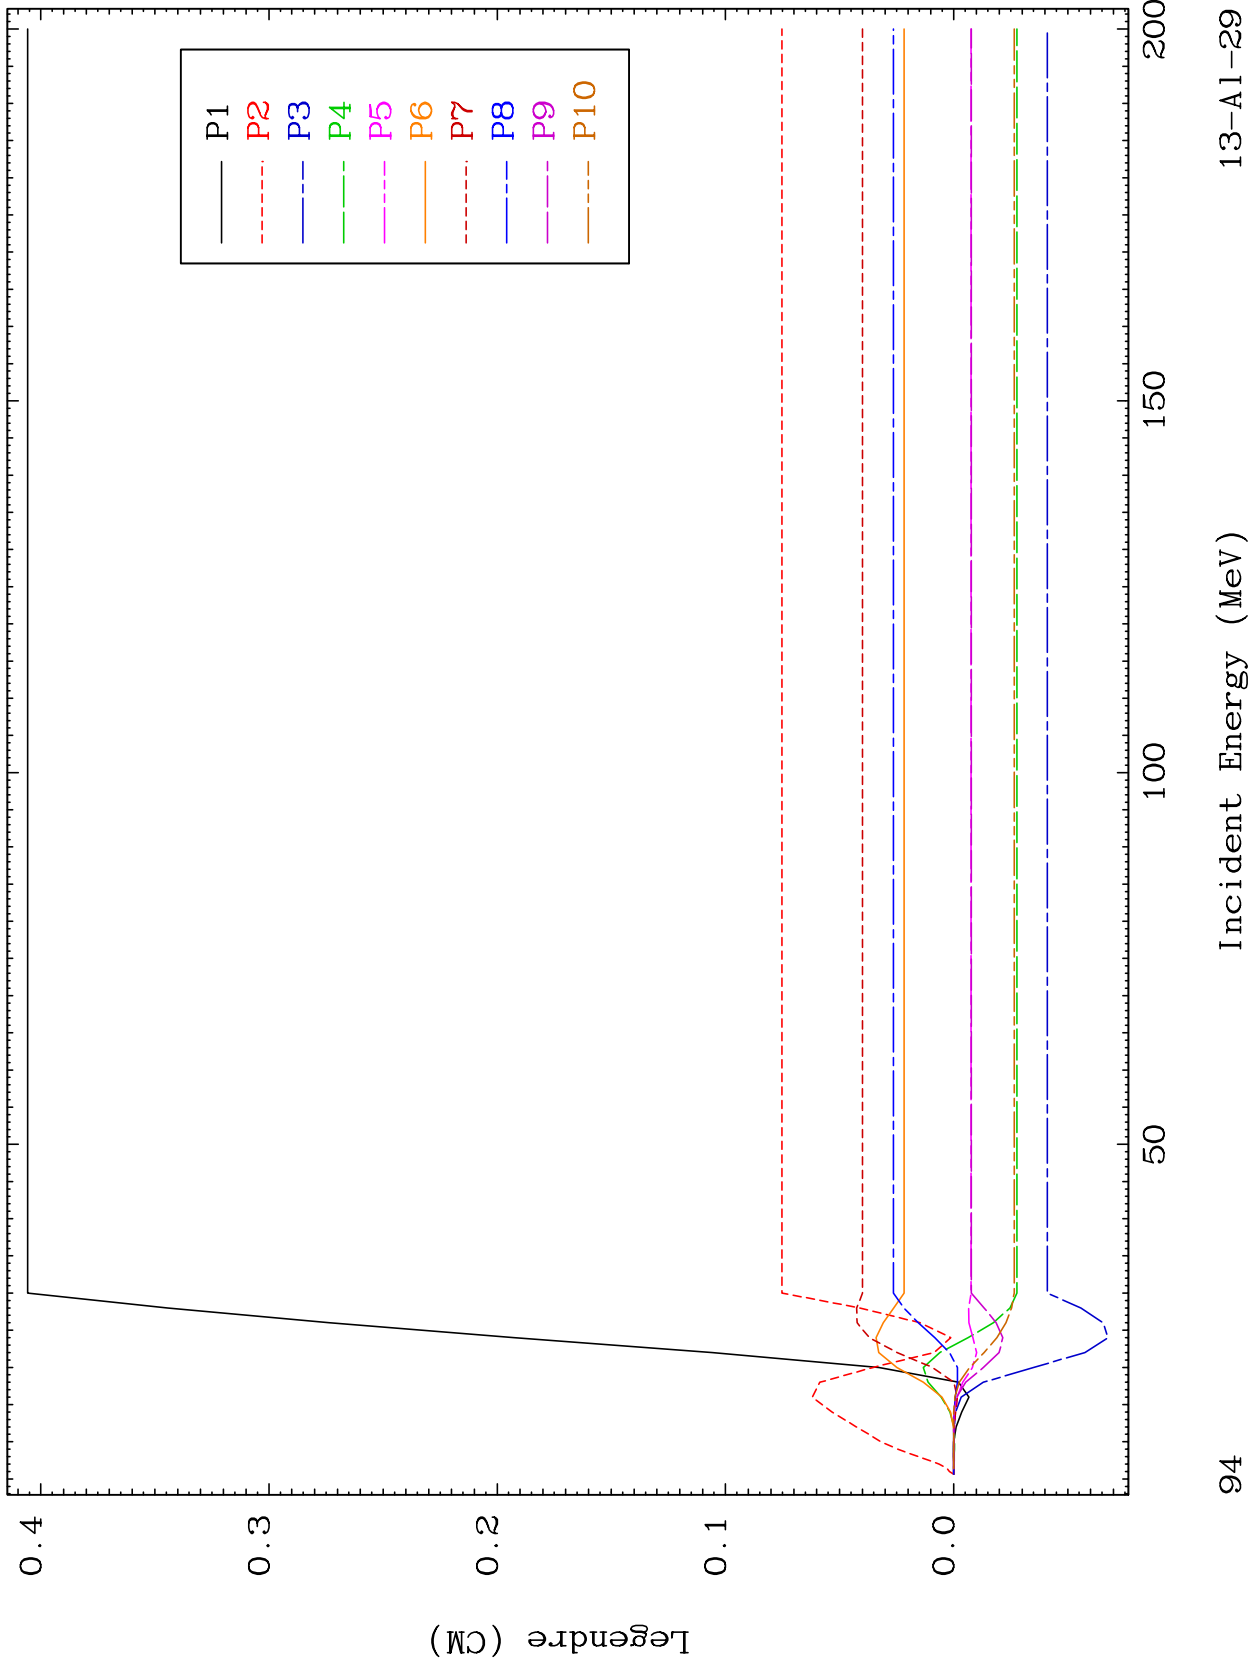 P1
P2
P3
P4
P5
P6
P7
P8
P9
P10
Legendre (CM)
0.4
0.3
0.2
0.1
0.0
50
100
150
200
Incident Energy (MeV)
94
13-Al-29